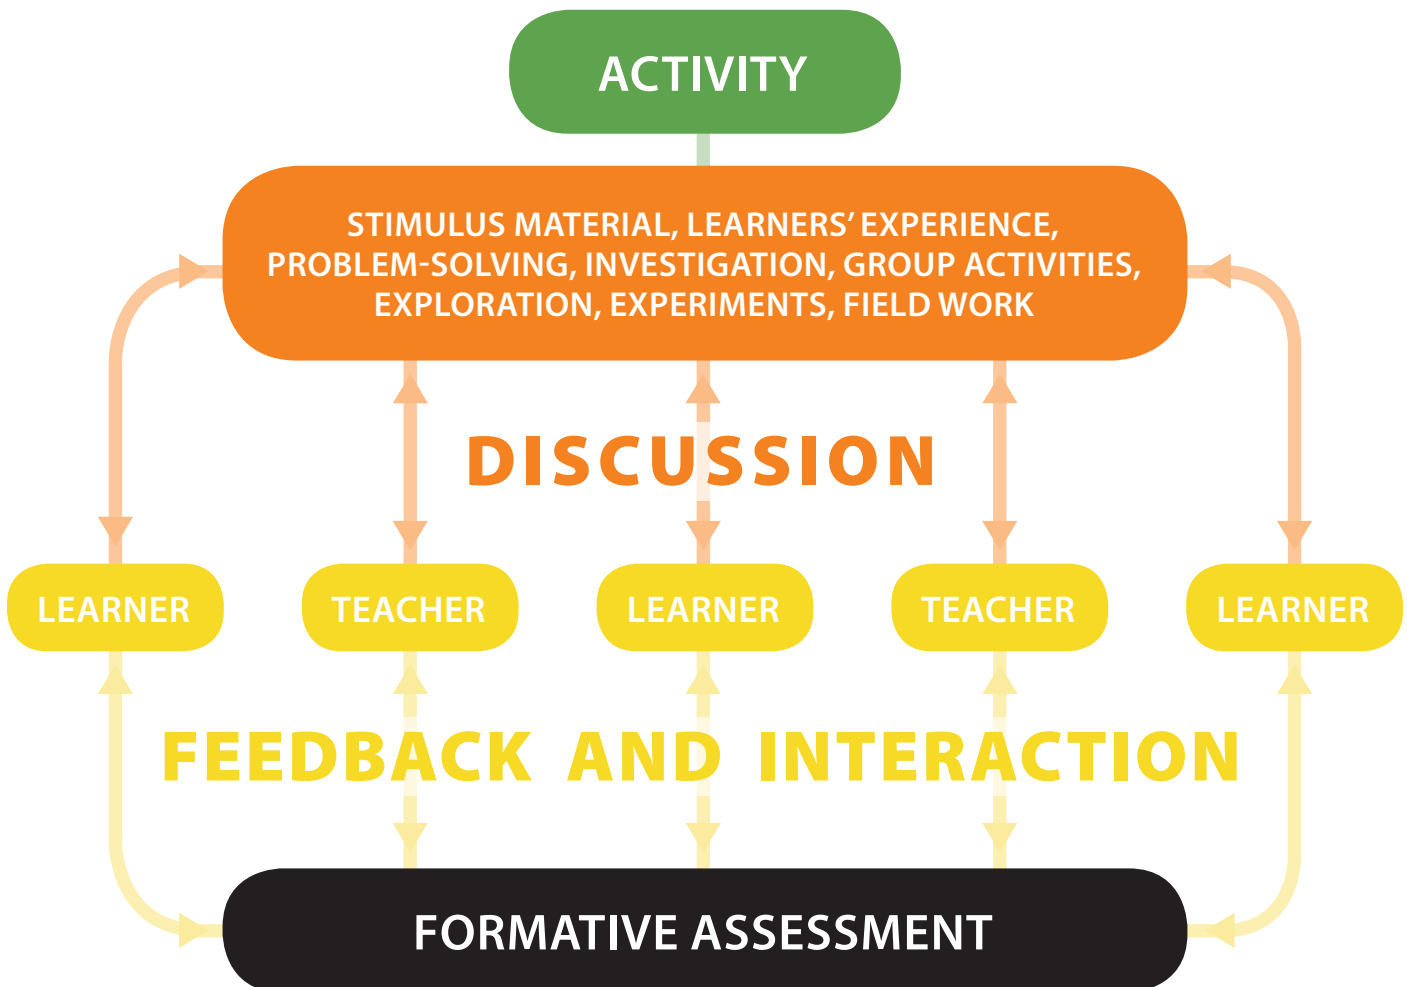 ACTIVITY
STIMULUS MATERIAL, LEARNERS’ EXPERIENCE,
PROBLEM-SOLVING, INVESTIGATION, GROUP ACTIVITIES,
EXPLORATION, EXPERIMENTS, FIELD WORK
DISCUSSION
LEARNER TEACHER LEARNER TEACHER LEARNER
FEEDBACK AND INTERACTION
FORMATIVE ASSESSMENT